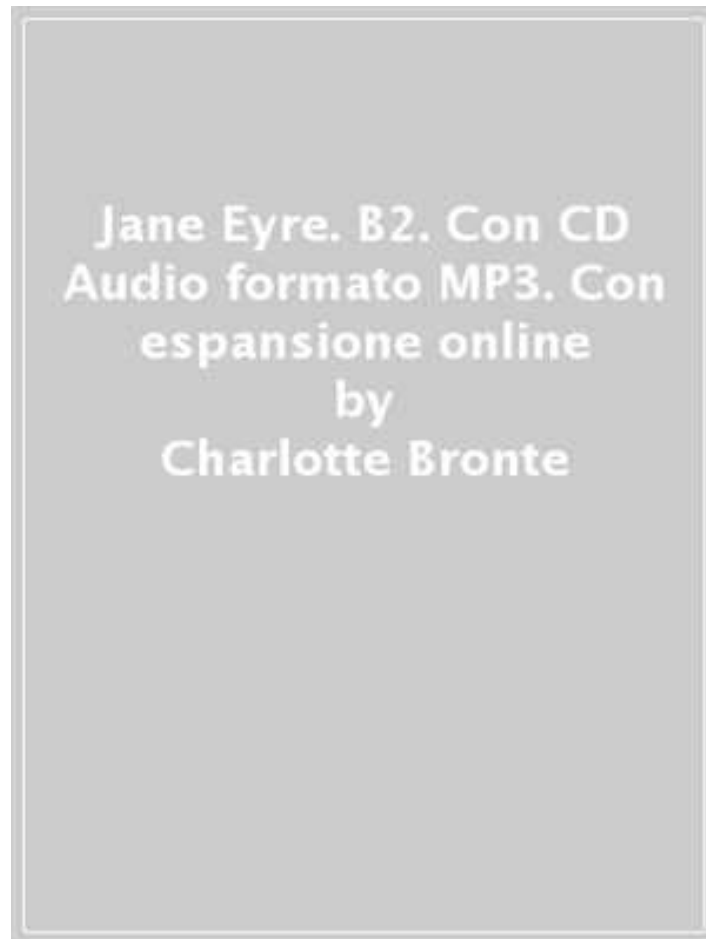 Jane Eyre. B2. Con CD
Audio formato MP3. Con
espansione online
by
Charlotte Bronte